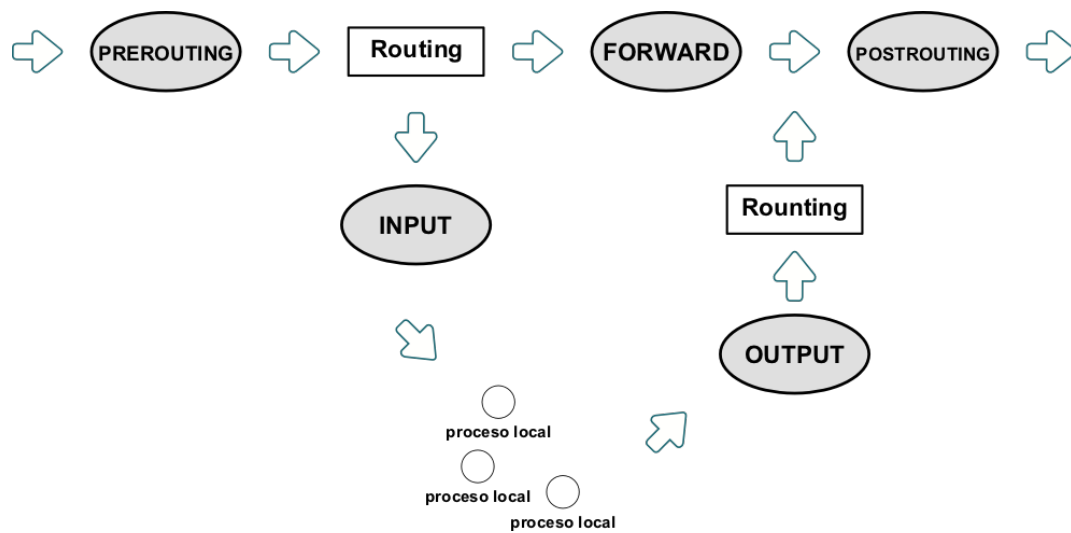 PREROUTING
Routing
FORWARD
POSTROUTING
INPUT
Rounting
OUTPUT
proceso local
proceso local
proceso local